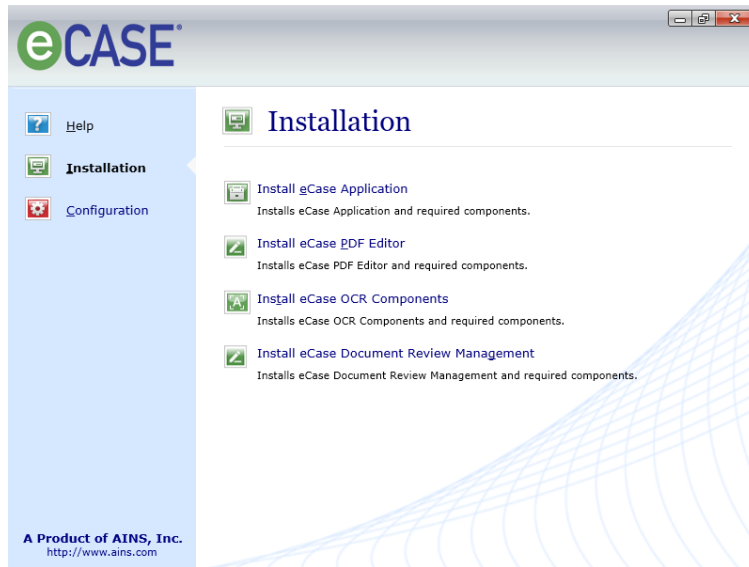 eCASE®
Help
Installation
Configuration
Installation
Install eCase Application
Installs eCase Application and required components.
Install eCase PDF Editor
Installs eCase PDF Editor and required components.
Install eCase OCR Components
Installs eCase OCR Components and required components.
Install eCase Document Review Management
Installs eCase Document Review Management and required components.
A Product of AINS, Inc.
http://www.ains.com